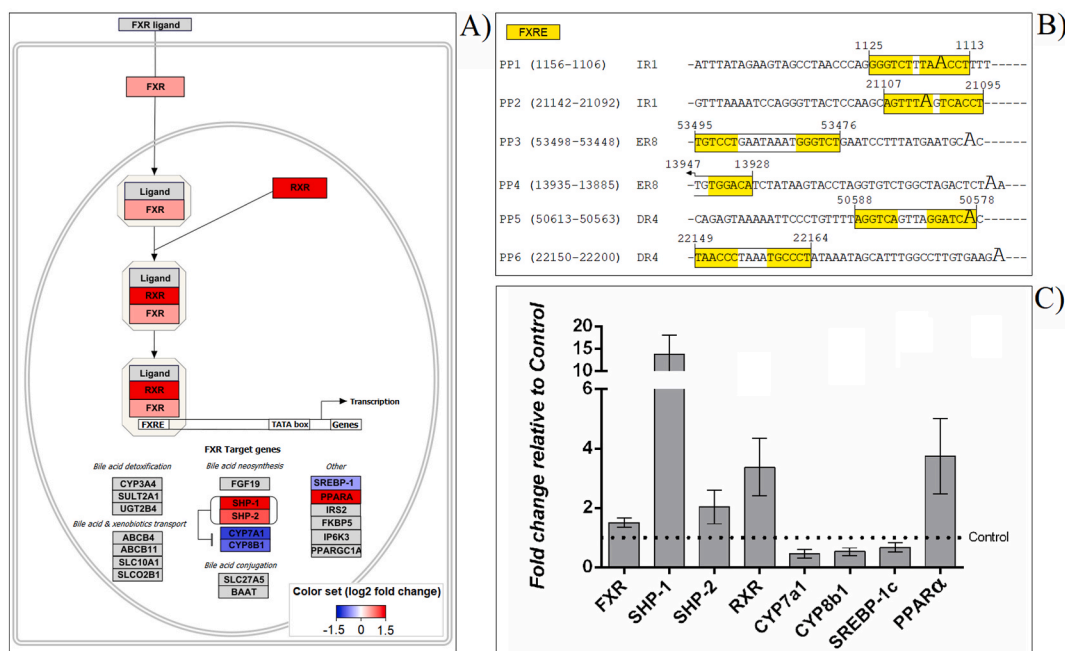 A)
FXR ligand
FXR
Ligand
FXR
RXR
Ligand
RXR
FXR
Ligand
RXR
FXR
Transcription
FXRE
TATA box
Genes
FXR Target genes
Bile acid detoxification
CYP3A4
SULT2A1
UGT2B4
Bile acid & xenobiotics transport
ABCB4
ABCB11
SLC10A1
SLCO2B1
Bile acid neosynthesis
FGF19
SHP-1
SHP-2
CYP7A1
CYP8B1
Bile acid conjugation
SLC27A5
BAAT
Other
SREBP-1
PPARA
IRS2
FKBP5
IP6K3
PPARGC1A
Color set (log2 fold change)
-1.5 0 1.5
B)
FXRE
1125 1113
PP1 (1156-1106) IR1 -ATTTATAGAAGTAGCCTAACCCAGGGGTCTTTAAACCTTTT-----
21107 21095
PP2 (21142-21092) IR1 -GTTTAAAATCCAGGGTTACTCCAAGCAGTTTAGTCACCT-----
53495 53476
PP3 (53498-53448) ER8 -TGTCCTGAATAAATGGGTCTGAATCCTTTATGAATGCAC-----
13947 13928
PP4 (13935-13885) ER8 -TGTGGACATCTATAAGTACCTAGGTGTCTGGCTAGACTCTAA---
50588 50578
PP5 (50613-50563) DR4 -CAGAGTAAAAATTCCCTGTTTTAGGTCAGTTAGGATCAC-----
22149 22164
PP6 (22150-22200) DR4 -TAACCCTAAATGCCCTATAAATAGCATTTGGCCTTGTGAAGA---
C)
Fold change relative to Control
20
15
10
6
4
2
0
Control
FXR
SHP-1
SHP-2
RXR
CYP7a1
CYP8b1
SREBP-1c
PPARα